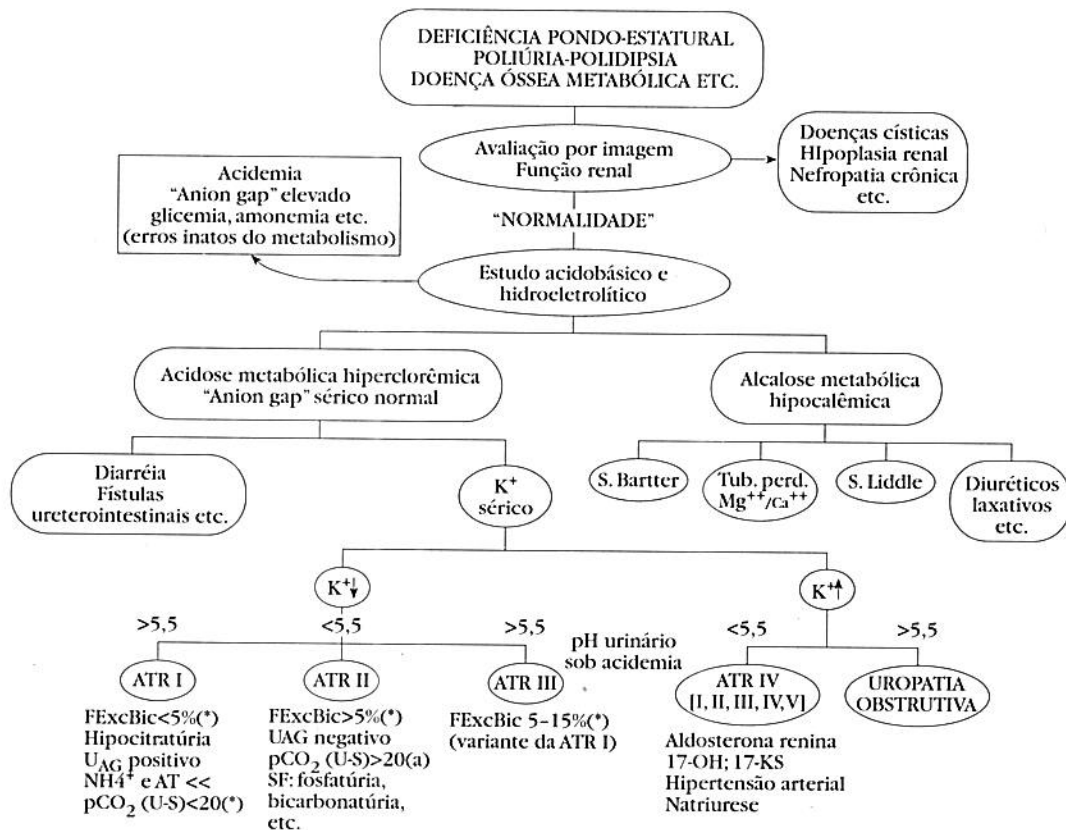 DEFICIÊNCIA PONDO-ESTATURAL
POLIÚRIA-POLIDIPSIA
DOENÇA ÓSSEA METABÓLICA ETC.
Avaliação por imagem
Função renal
Doenças císticas
HIpoplasia renal
Nefropatia crônica
etc.
Acidemia
“Anion gap” elevado
glicemia, amonemia etc.
(erros inatos do metabolismo)
“NORMALIDADE”
Estudo acidobásico e
hidroeletrolítico
Acidose metabólica hiperclorêmica
“Anion gap” sérico normal
Alcalose metabólica
hipocalêmica
Diarréia
Fístulas
ureterointestinais etc.
K+
sérico
S. Bartter
Tub. perd.
Mg++/Ca++
S. Liddle
Diuréticos
laxativos
etc.
K+↓
K+↑
>5,5
<5,5
>5,5
pH urinário
sob acidemia
<5,5
>5,5
ATR I
ATR II
ATR III
ATR IV
[I, II, III, IV,V]
UROPATIA
OBSTRUTIVA
FExcBic<5%(*)
Hipocitratúria
UAG positivo
NH4+ e AT <<
pCO2 (U-S)<20(*)
FExcBic>5%(*)
UAG negativo
pCO2 (U-S)>20(a)
SF: fosfatúria,
bicarbonatúria,
etc.
FExcBic 5–15%(*)
(variante da ATR I)
Aldosterona renina
17-OH; 17-KS
Hipertensão arterial
Natriurese